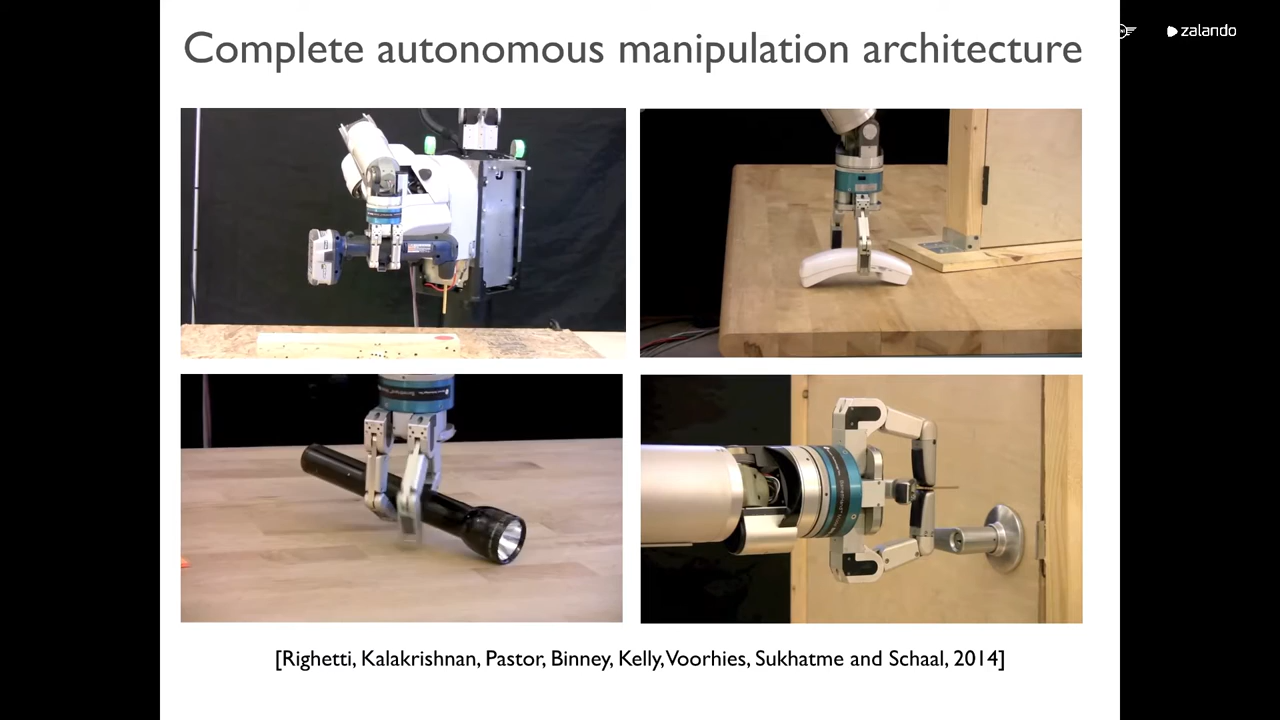 Complete autonomous manipulation architecture
zalando
[Righetti, Kalakrishnan, Pastor, Binney, Kelly, Voorhies, Sukhatme and Schaal, 2014]